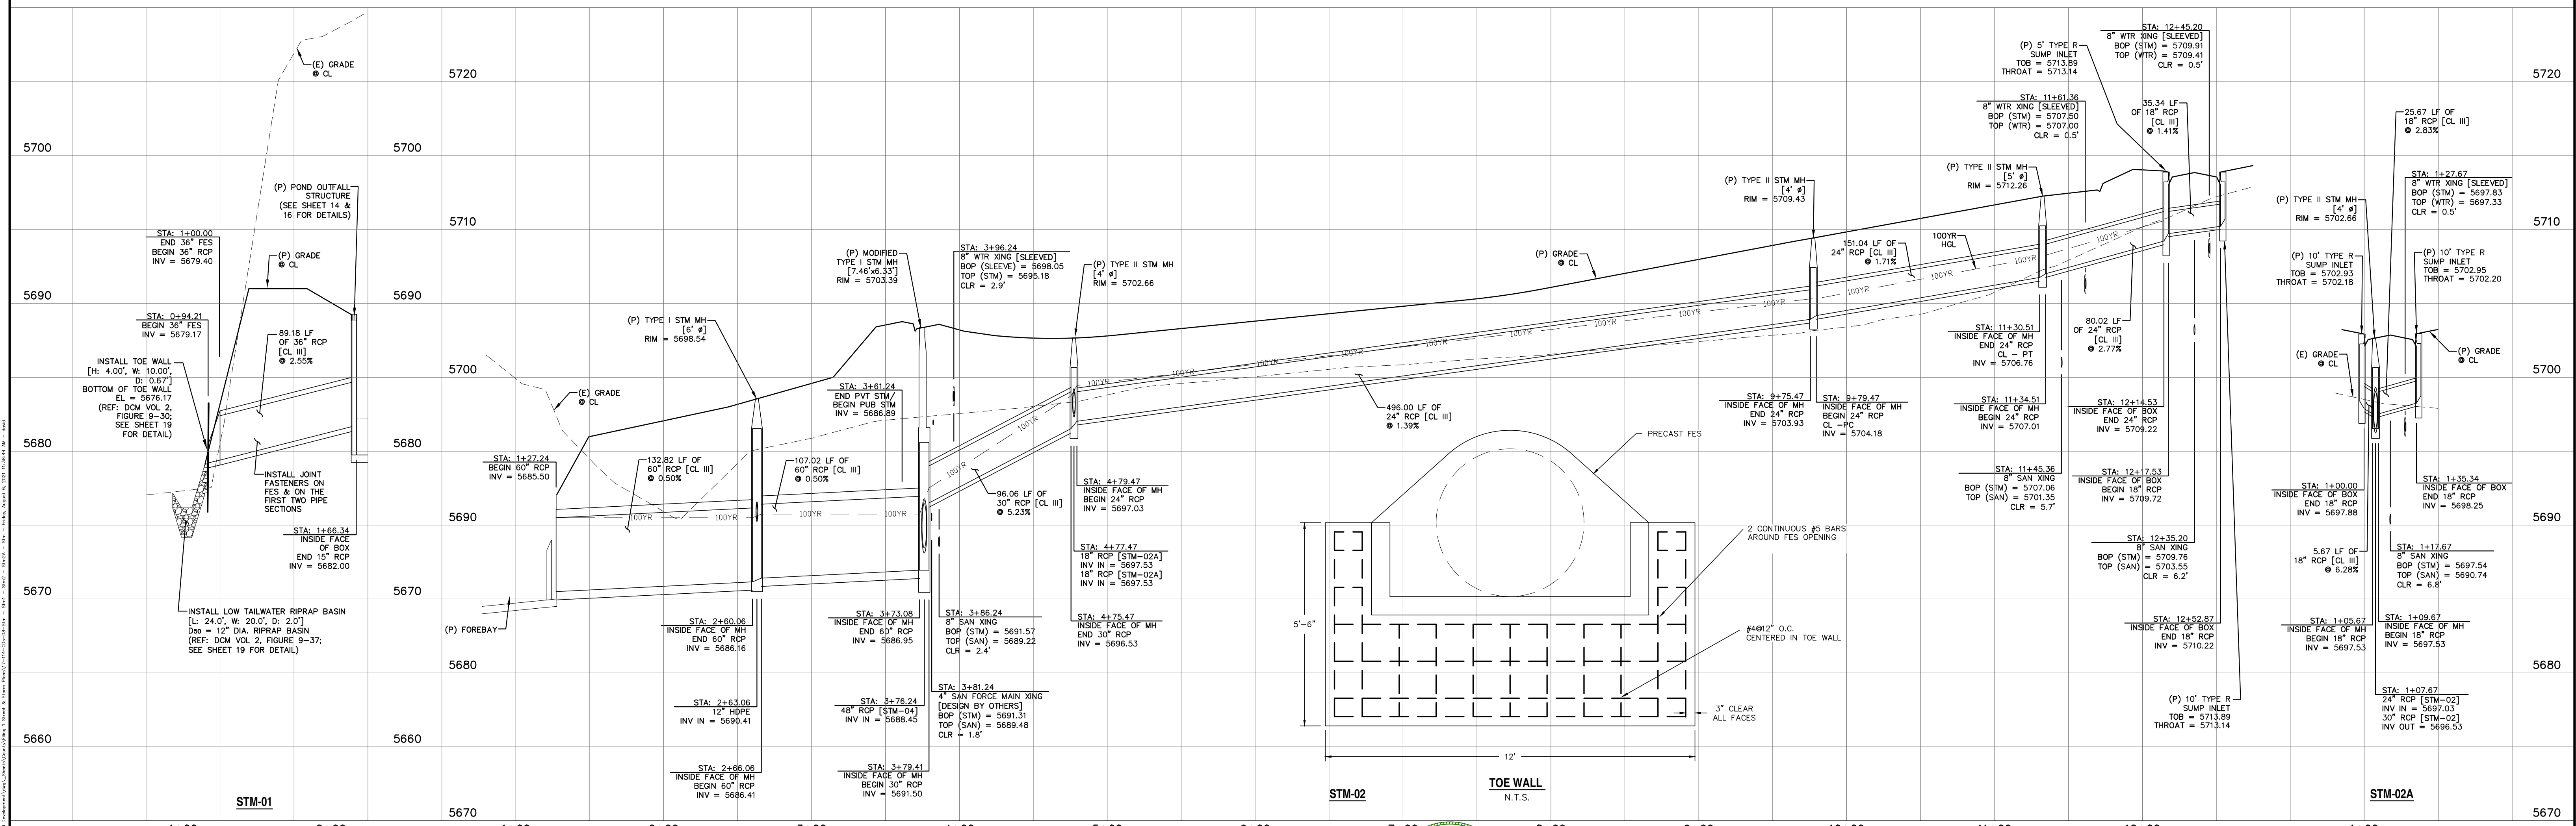 5720
5700
5690
5680
5670
5660
(E) GRADE
@ CL
(P) POND OUTFALL
STRUCTURE
(SEE SHEET 14 &
16 FOR DETAILS)
STA: 1+00.00
END 36" FES
BEGIN 36" RCP
INV = 5679.40
(P) GRADE
@ CL
STA: 0+94.21
BEGIN 36" FES
INV = 5679.17
89.18 LF
OF 36" RCP
[CL III]
@ 2.55%
INSTALL TOE WALL
[H: 4.00', W: 10.00',
D: 0.67']
BOTTOM OF TOE WALL
EL = 5676.17
(REF: DCM VOL 2,
FIGURE 9-30;
SEE SHEET 19
FOR DETAIL)
INSTALL JOINT
FASTENERS ON
FES & ON THE
FIRST TWO PIPE
SECTIONS
STA: 1+66.34
INSIDE FACE
OF BOX
END 15" RCP
INV = 5682.00
INSTALL LOW TAILWATER RIPRAP BASIN
[L: 24.0', W: 20.0', D: 2.0']
D50 = 12" DIA. RIPRAP BASIN
(REF: DCM VOL 2, FIGURE 9-37;
SEE SHEET 19 FOR DETAIL)
STM-01
5720
5700
5710
5690
5700
5680
5690
5670
5680
5660
5670
(E) GRADE
@ CL
STA: 1+27.24
BEGIN 60" RCP
INV = 5685.50
(P) FOREBAY
132.82 LF OF
60" RCP [CL III]
@ 0.50%
(P) TYPE I STM MH
[6' ø]
RIM = 5698.54
107.02 LF OF
60" RCP [CL III]
@ 0.50%
100YR
100YR
100YR
STA: 2+60.06
INSIDE FACE OF MH
END 60" RCP
INV = 5686.16
STA: 2+63.06
12" HDPE
INV IN = 5690.41
STA: 2+66.06
INSIDE FACE OF MH
BEGIN 60" RCP
INV = 5686.41
(P) MODIFIED
TYPE I STM MH
[7.46'x6.33']
RIM = 5703.39
STA: 3+61.24
END PVT STM/
BEGIN PUB STM
INV = 5686.89
STA: 3+73.08
INSIDE FACE OF MH
END 60" RCP
INV = 5686.95
STA: 3+76.24
48" RCP [STM-04]
INV IN = 5688.45
STA: 3+79.41
INSIDE FACE OF MH
BEGIN 30" RCP
INV = 5691.50
STA: 3+96.24
8" WTR XING [SLEEVED]
BOP (SLEEVE) = 5698.05
TOP (STM) = 5695.18
CLR = 2.9'
(P) TYPE II STM MH
[4' ø]
RIM = 5702.66
100YR
100YR
96.06 LF OF
30" RCP [CL III]
@ 5.23%
STA: 3+86.24
8" SAN XING
BOP (STM) = 5691.57
TOP (SAN) = 5689.22
CLR = 2.4'
STA: 3+81.24
4" SAN FORCE MAIN XING
[DESIGN BY OTHERS]
BOP (STM) = 5691.31
TOP (SAN) = 5689.48
CLR = 1.8'
STA: 4+79.47
INSIDE FACE OF MH
BEGIN 24" RCP
INV = 5697.03
STA: 4+77.47
18" RCP [STM-02A]
INV IN = 5697.53
18" RCP [STM-02A]
INV IN = 5697.53
STA: 4+75.47
INSIDE FACE OF MH
END 30" RCP
INV = 5696.53
100YR
100YR
100YR
100YR
100YR
100YR
100YR
100YR
100YR
100YR
100YR
496.00 LF OF
24" RCP [CL III]
@ 1.39%
(P) GRADE
@ CL
(P) TYPE II STM MH
[4' ø]
RIM = 5709.43
STA: 9+75.47
INSIDE FACE OF MH
END 24" RCP
INV = 5703.93
STA: 9+79.47
INSIDE FACE OF MH
BEGIN 24" RCP
CL -PC
INV = 5704.18
151.04 LF OF
24" RCP [CL III]
@ 1.71%
100YR
HGL
(P) TYPE II STM MH
[5' ø]
RIM = 5712.26
STA: 11+30.51
INSIDE FACE OF MH
END 24" RCP
CL - PT
INV = 5706.76
STA: 11+34.51
INSIDE FACE OF MH
BEGIN 24" RCP
INV = 5707.01
STA: 11+45.36
8" SAN XING
BOP (STM) = 5707.06
TOP (SAN) = 5701.35
CLR = 5.7'
(P) 5' TYPE R
SUMP INLET
TOB = 5713.89
THROAT = 5713.14
STA: 11+61.36
8" WTR XING [SLEEVED]
BOP (STM) = 5707.50
TOP (WTR) = 5707.00
CLR = 0.5'
STA: 12+45.20
8" WTR XING [SLEEVED]
BOP (STM) = 5709.91
TOP (WTR) = 5709.41
CLR = 0.5'
35.34 LF
OF 18" RCP
[CL III]
@ 1.41%
80.02 LF
OF 24" RCP
[CL III]
@ 2.77%
STA: 12+14.53
INSIDE FACE OF BOX
END 24" RCP
INV = 5709.22
STA: 12+17.53
INSIDE FACE OF BOX
BEGIN 18" RCP
INV = 5709.72
STA: 12+35.20
8" SAN XING
BOP (STM) = 5709.76
TOP (SAN) = 5703.55
CLR = 6.2'
STA: 12+52.87
INSIDE FACE OF BOX
END 18" RCP
INV = 5710.22
(P) 10' TYPE R
SUMP INLET
TOB = 5713.89
THROAT = 5713.14
STM-02
PRECAST FES
2 CONTINUOUS #5 BARS
AROUND FES OPENING
#4@12" O.C.
CENTERED IN TOE WALL
3" CLEAR
ALL FACES
5'-6"
12'
TOE WALL
N.T.S.
25.67 LF OF
18" RCP [CL III]
@ 2.83%
STA: 1+27.67
8" WTR XING [SLEEVED]
BOP (STM) = 5697.83
TOP (WTR) = 5697.33
CLR = 0.5'
(P) TYPE II STM MH
[4' ø]
RIM = 5702.66
(P) 10' TYPE R
SUMP INLET
TOB = 5702.93
THROAT = 5702.18
(P) 10' TYPE R
SUMP INLET
TOB = 5702.95
THROAT = 5702.20
(E) GRADE
@ CL
(P) GRADE
@ CL
STA: 1+00.00
INSIDE FACE OF BOX
END 18" RCP
INV = 5697.88
5.67 LF OF
18" RCP [CL III]
@ 6.28%
STA: 1+05.67
INSIDE FACE OF MH
BEGIN 18" RCP
INV = 5697.53
STA: 1+35.34
INSIDE FACE OF BOX
END 18" RCP
INV = 5698.25
STA: 1+17.67
8" SAN XING
BOP (STM) = 5697.54
TOP (SAN) = 5690.74
CLR = 6.8'
STA: 1+09.67
INSIDE FACE OF MH
BEGIN 18" RCP
INV = 5697.53
STA: 1+07.67
24" RCP [STM-02]
INV IN = 5697.03
30" RCP [STM-02]
INV OUT = 5696.53
STM-02A
5720
5710
5700
5690
5680
5670